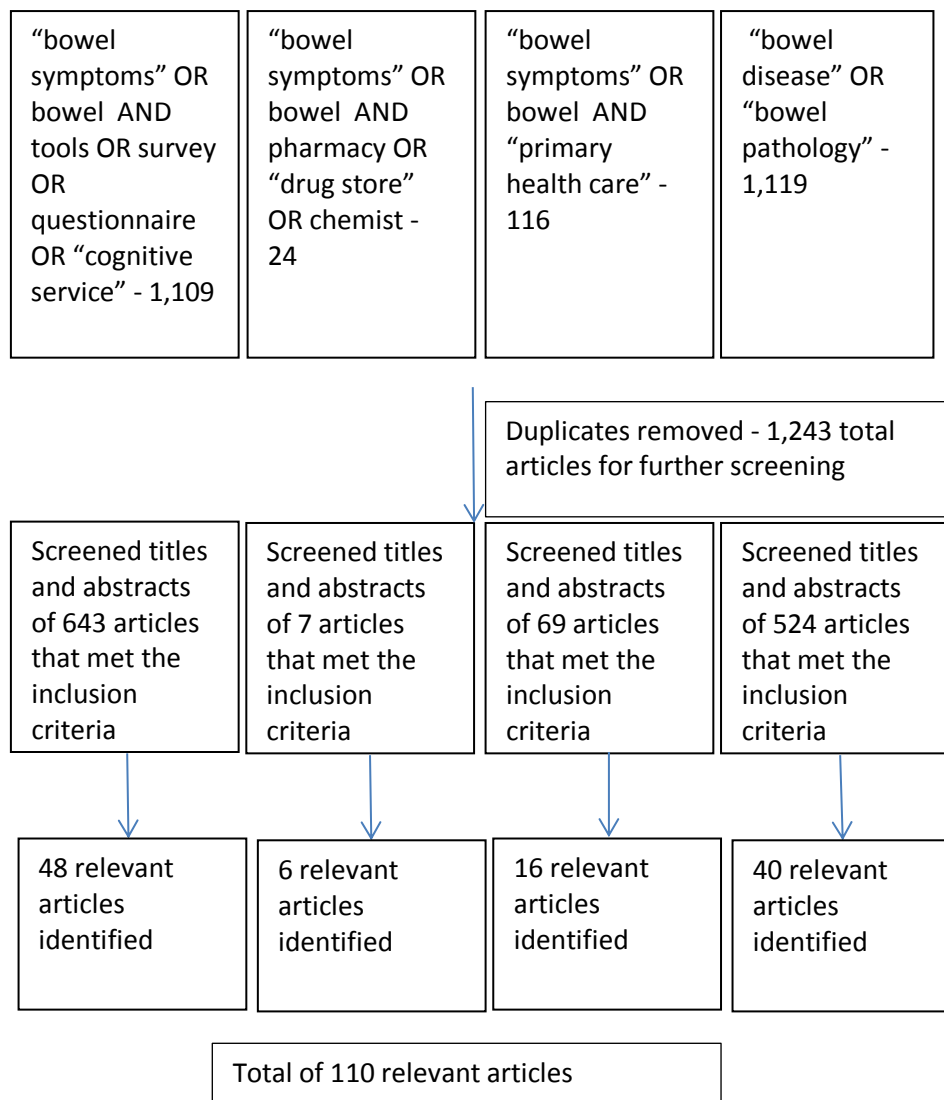 “bowel
symptoms” OR
bowel  AND
tools OR survey
OR
questionnaire
OR “cognitive
service” - 1,109
“bowel
symptoms” OR
bowel  AND
pharmacy OR
“drug store”
OR chemist -
24
“bowel
symptoms” OR
bowel  AND
“primary
health care” -
116
“bowel
disease” OR
“bowel
pathology” -
1,119
Duplicates removed - 1,243 total
articles for further screening
Screened titles
and abstracts
of 643 articles
that met the
inclusion
criteria
Screened titles
and abstracts
of 7 articles
that met the
inclusion
criteria
Screened titles
and abstracts
of 69 articles
that met the
inclusion
criteria
Screened titles
and abstracts
of 524 articles
that met the
inclusion
criteria
48 relevant
articles
identified
6 relevant
articles
identified
16 relevant
articles
identified
40 relevant
articles
identified
Total of 110 relevant articles